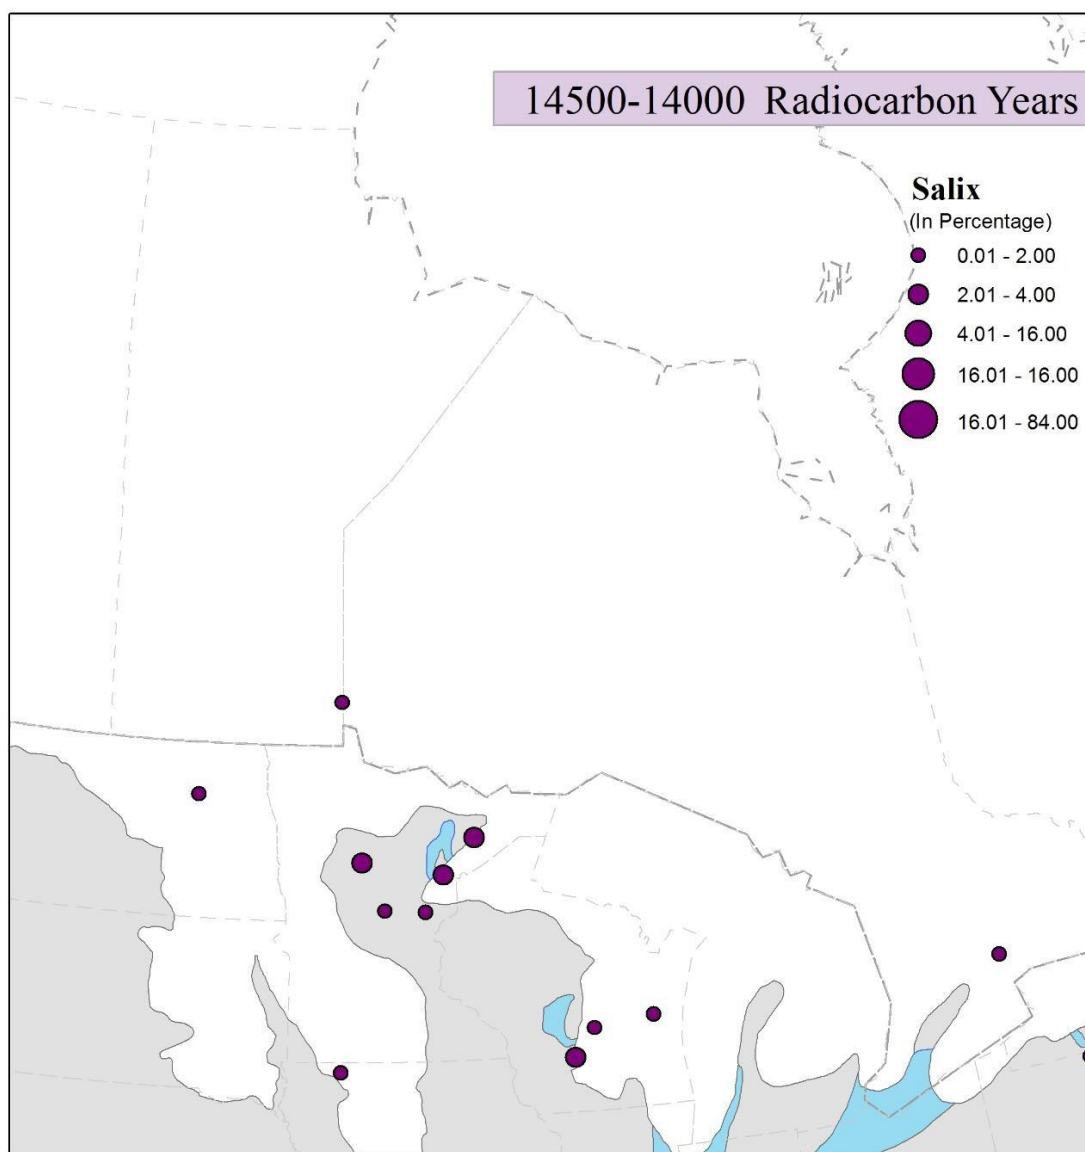 14500-14000 Radiocarbon Years
Salix
(In Percentage)
0.01 - 2.00
2.01 - 4.00
4.01 - 16.00
16.01 - 16.00
16.01 - 84.00